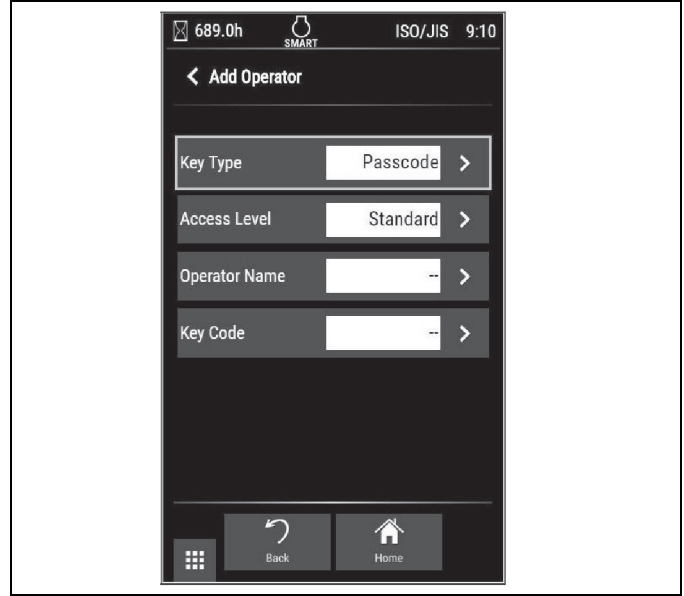 689.0h SMART ISO/JIS 9:10
Add Operator
Key Type Passcode
Access Level Standard
Operator Name --
Key Code --
Back Home